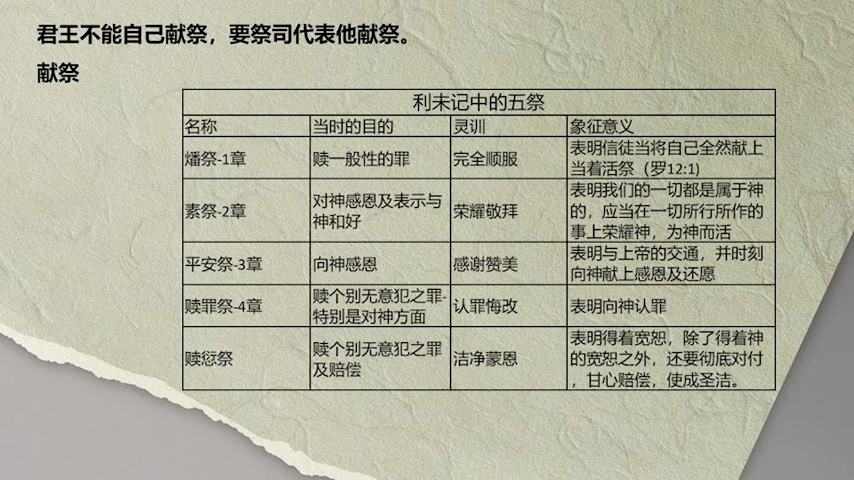 君王不能自己献祭，要祭司代表他献祭。
献祭
利未记中的五祭
名称 当时的目的 灵训 象征意义
燔祭-1章 赎一般性的罪 完全顺服 表明信徒当将自己全然献上
当着活祭（罗12:1)
素祭-2章 对神感恩及表示与
神和好 荣耀敬拜 表明我们的一切都是属于神
的，应当在一切所行所作的
事上荣耀神，为神而活
平安祭-3章 向神感恩 感谢赞美 表明与上帝的交通，并时刻
向神献上感恩及还愿
赎罪祭-4章 赎个别无意犯之罪-
特别是对神方面 认罪悔改 表明向神认罪
赎愆祭 赎个别无意犯之罪
及赔偿 洁净蒙恩 表明得着宽恕，除了得着神
的宽恕之外，还要彻底对付
，甘心赔偿，使成圣洁。